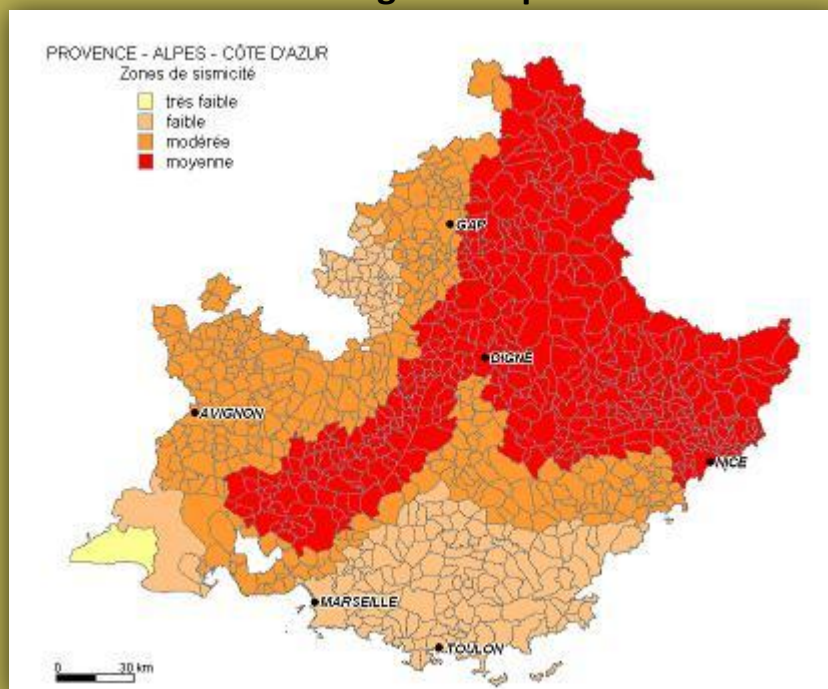 PROVENCE - ALPES - CÔTE D'AZUR
Zones de sismicité
très faible
faible
modérée
moyenne
GAP
DIGNE
AVIGNON
NICE
MARSEILLE
TOULON
0 30 km